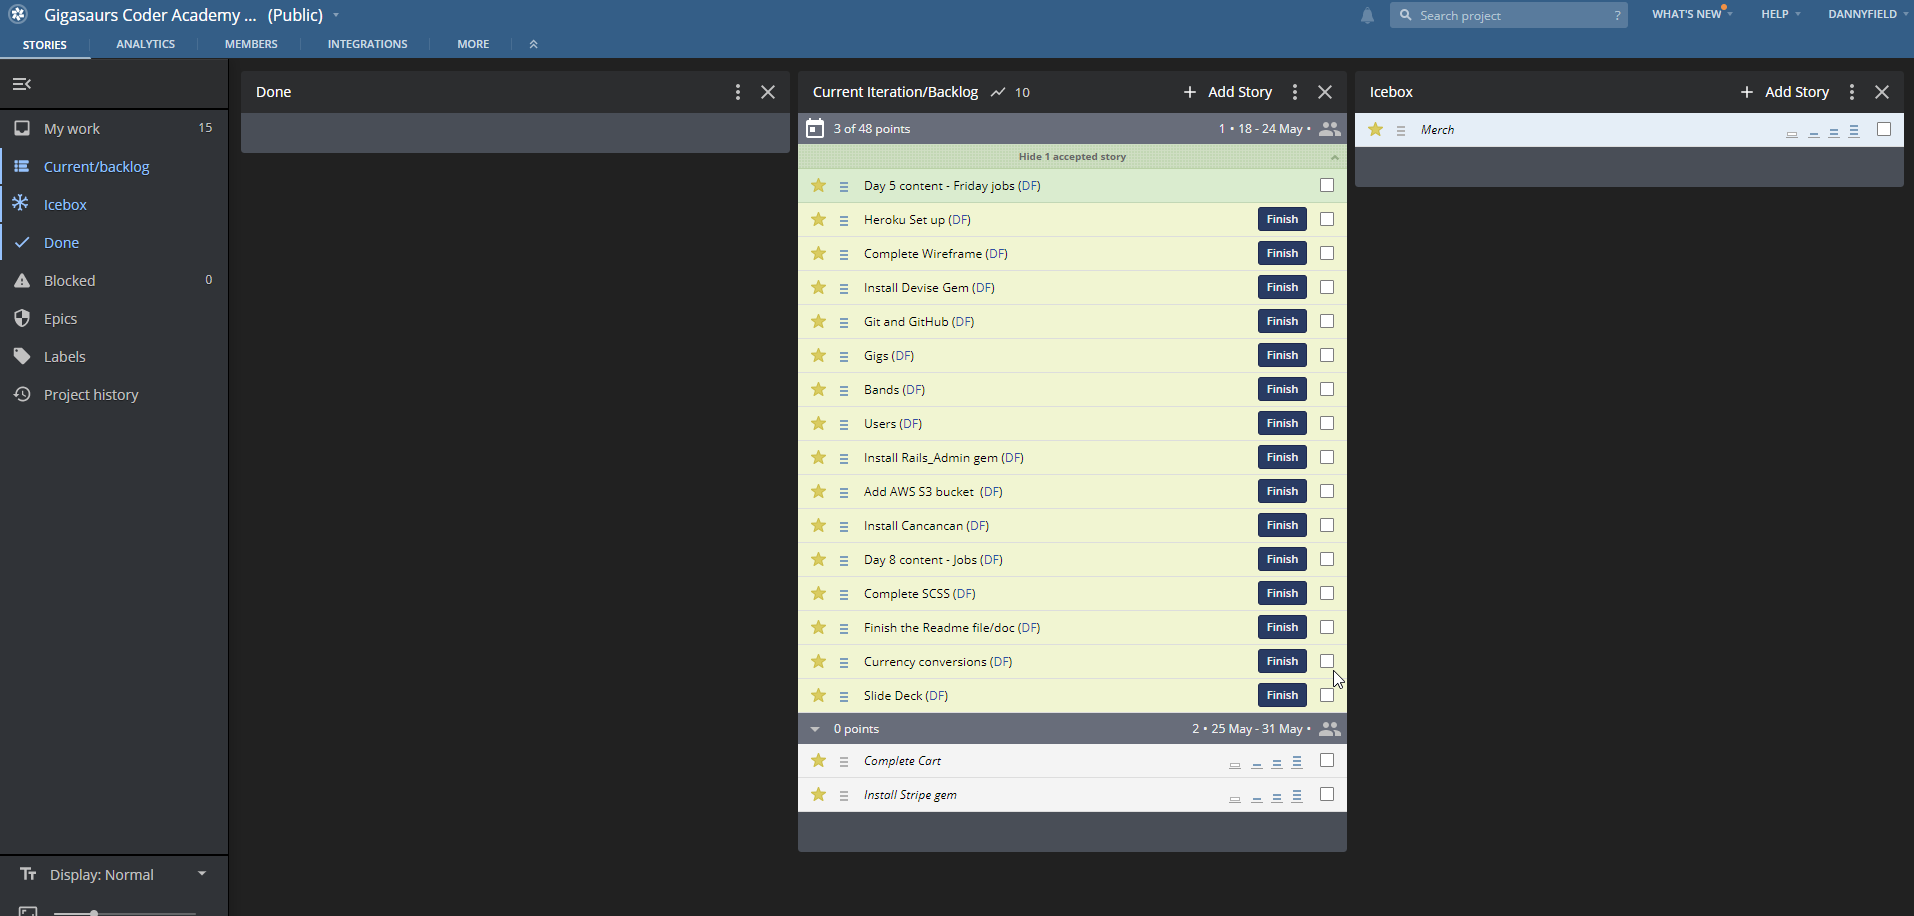 Gigasaurs Coder Academy ... (Public)
Search project ?
WHAT'S NEW
HELP
DANNYFIELD
STORIES
ANALYTICS
MEMBERS
INTEGRATIONS
MORE
My work 15
Current/backlog
Icebox
Done
Blocked 0
Epics
Labels
Project history
Display: Normal
Done
Current Iteration/Backlog 10
+ Add Story
3 of 48 points
1 • 18 - 24 May •
Hide 1 accepted story
Day 5 content - Friday jobs (DF)
Heroku Set up (DF) Finish
Complete Wireframe (DF) Finish
Install Devise Gem (DF) Finish
Git and GitHub (DF) Finish
Gigs (DF) Finish
Bands (DF) Finish
Users (DF) Finish
Install Rails_Admin gem (DF) Finish
Add AWS S3 bucket (DF) Finish
Install Cancancan (DF) Finish
Day 8 content - Jobs (DF) Finish
Complete SCSS (DF) Finish
Finish the Readme file/doc (DF) Finish
Currency conversions (DF) Finish
Slide Deck (DF) Finish
0 points
2 • 25 May - 31 May •
Complete Cart
Install Stripe gem
Icebox
+ Add Story
Merch